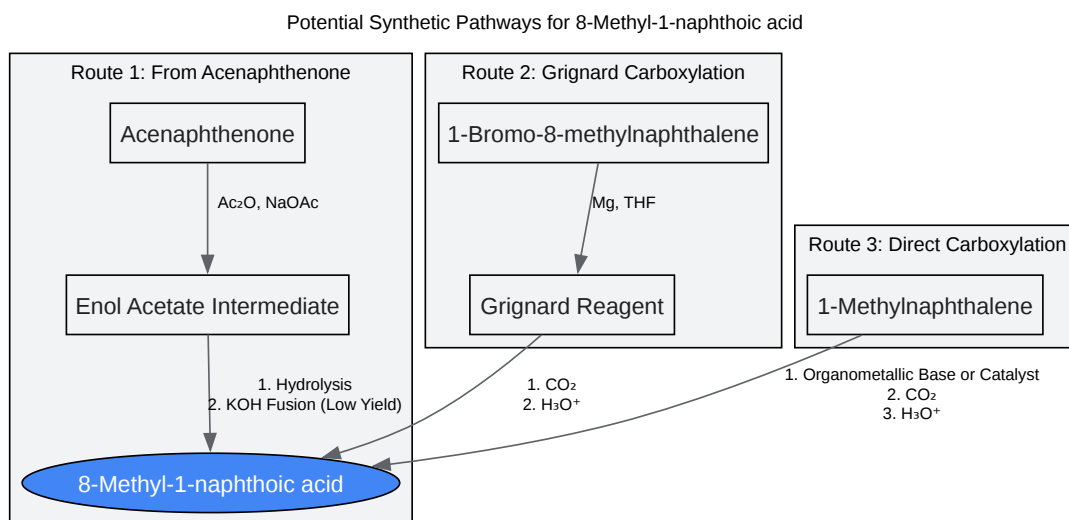 Potential Synthetic Pathways for 8-Methyl-1-naphthoic acid
Route 1: From Acenaphthenone
Acenaphthenone
Ac₂O, NaOAc
Enol Acetate Intermediate
1. Hydrolysis
2. KOH Fusion (Low Yield)
Route 2: Grignard Carboxylation
1-Bromo-8-methylnaphthalene
Mg, THF
Grignard Reagent
1. CO₂
2. H₃O⁺
Route 3: Direct Carboxylation
1-Methylnaphthalene
1. Organometallic Base or Catalyst
2. CO₂
3. H₃O⁺
8-Methyl-1-naphthoic acid